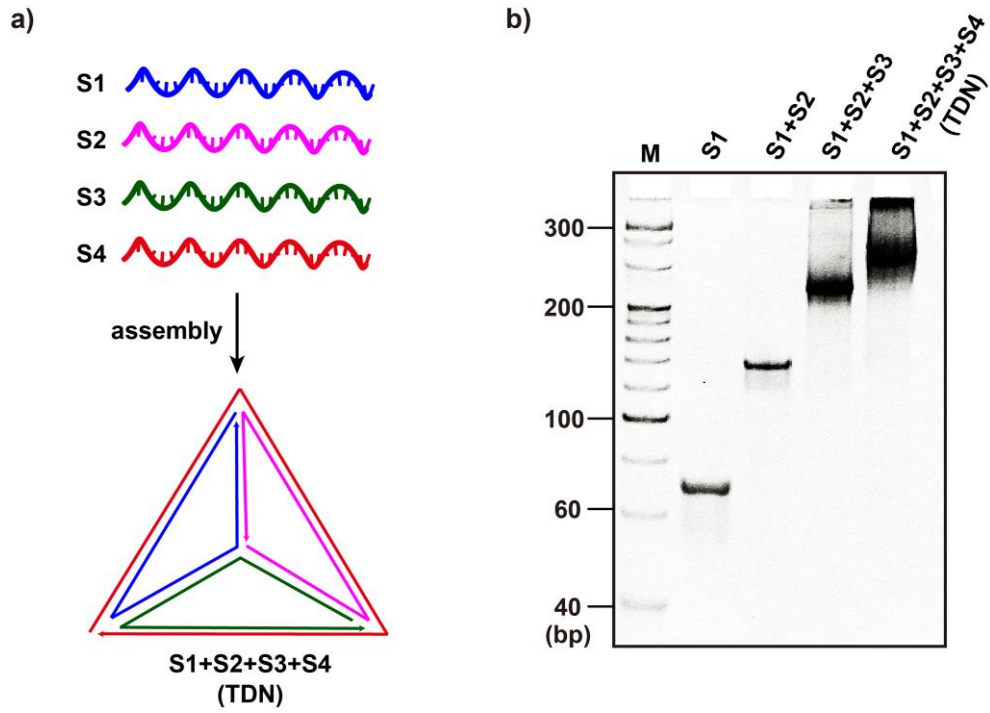 a)
S1
S2
S3
S4
assembly
S1+S2+S3+S4
(TDN)
b)
M
S1
S1+S2
S1+S2+S3
S1+S2+S3+S4
(TDN)
300
200
100
60
40
(bp)